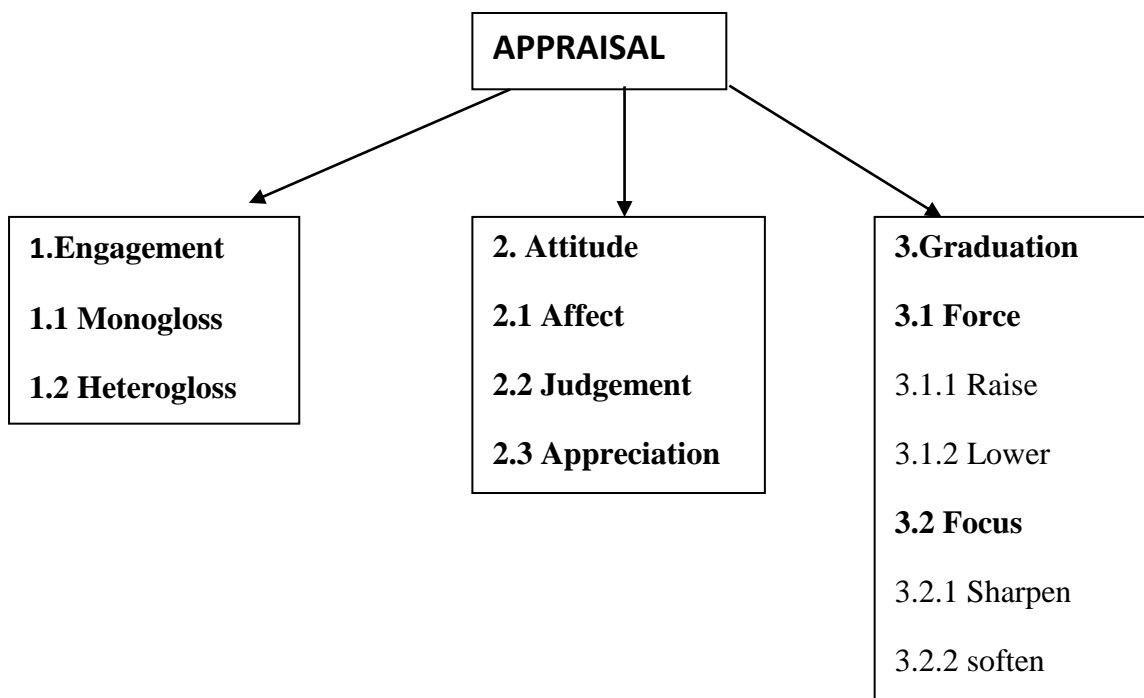 APPRAISAL
1.Engagement
1.1 Monogloss
1.2 Heterogloss
2. Attitude
2.1 Affect
2.2 Judgement
2.3 Appreciation
3.Graduation
3.1 Force
3.1.1 Raise
3.1.2 Lower
3.2 Focus
3.2.1 Sharpen
3.2.2 soften